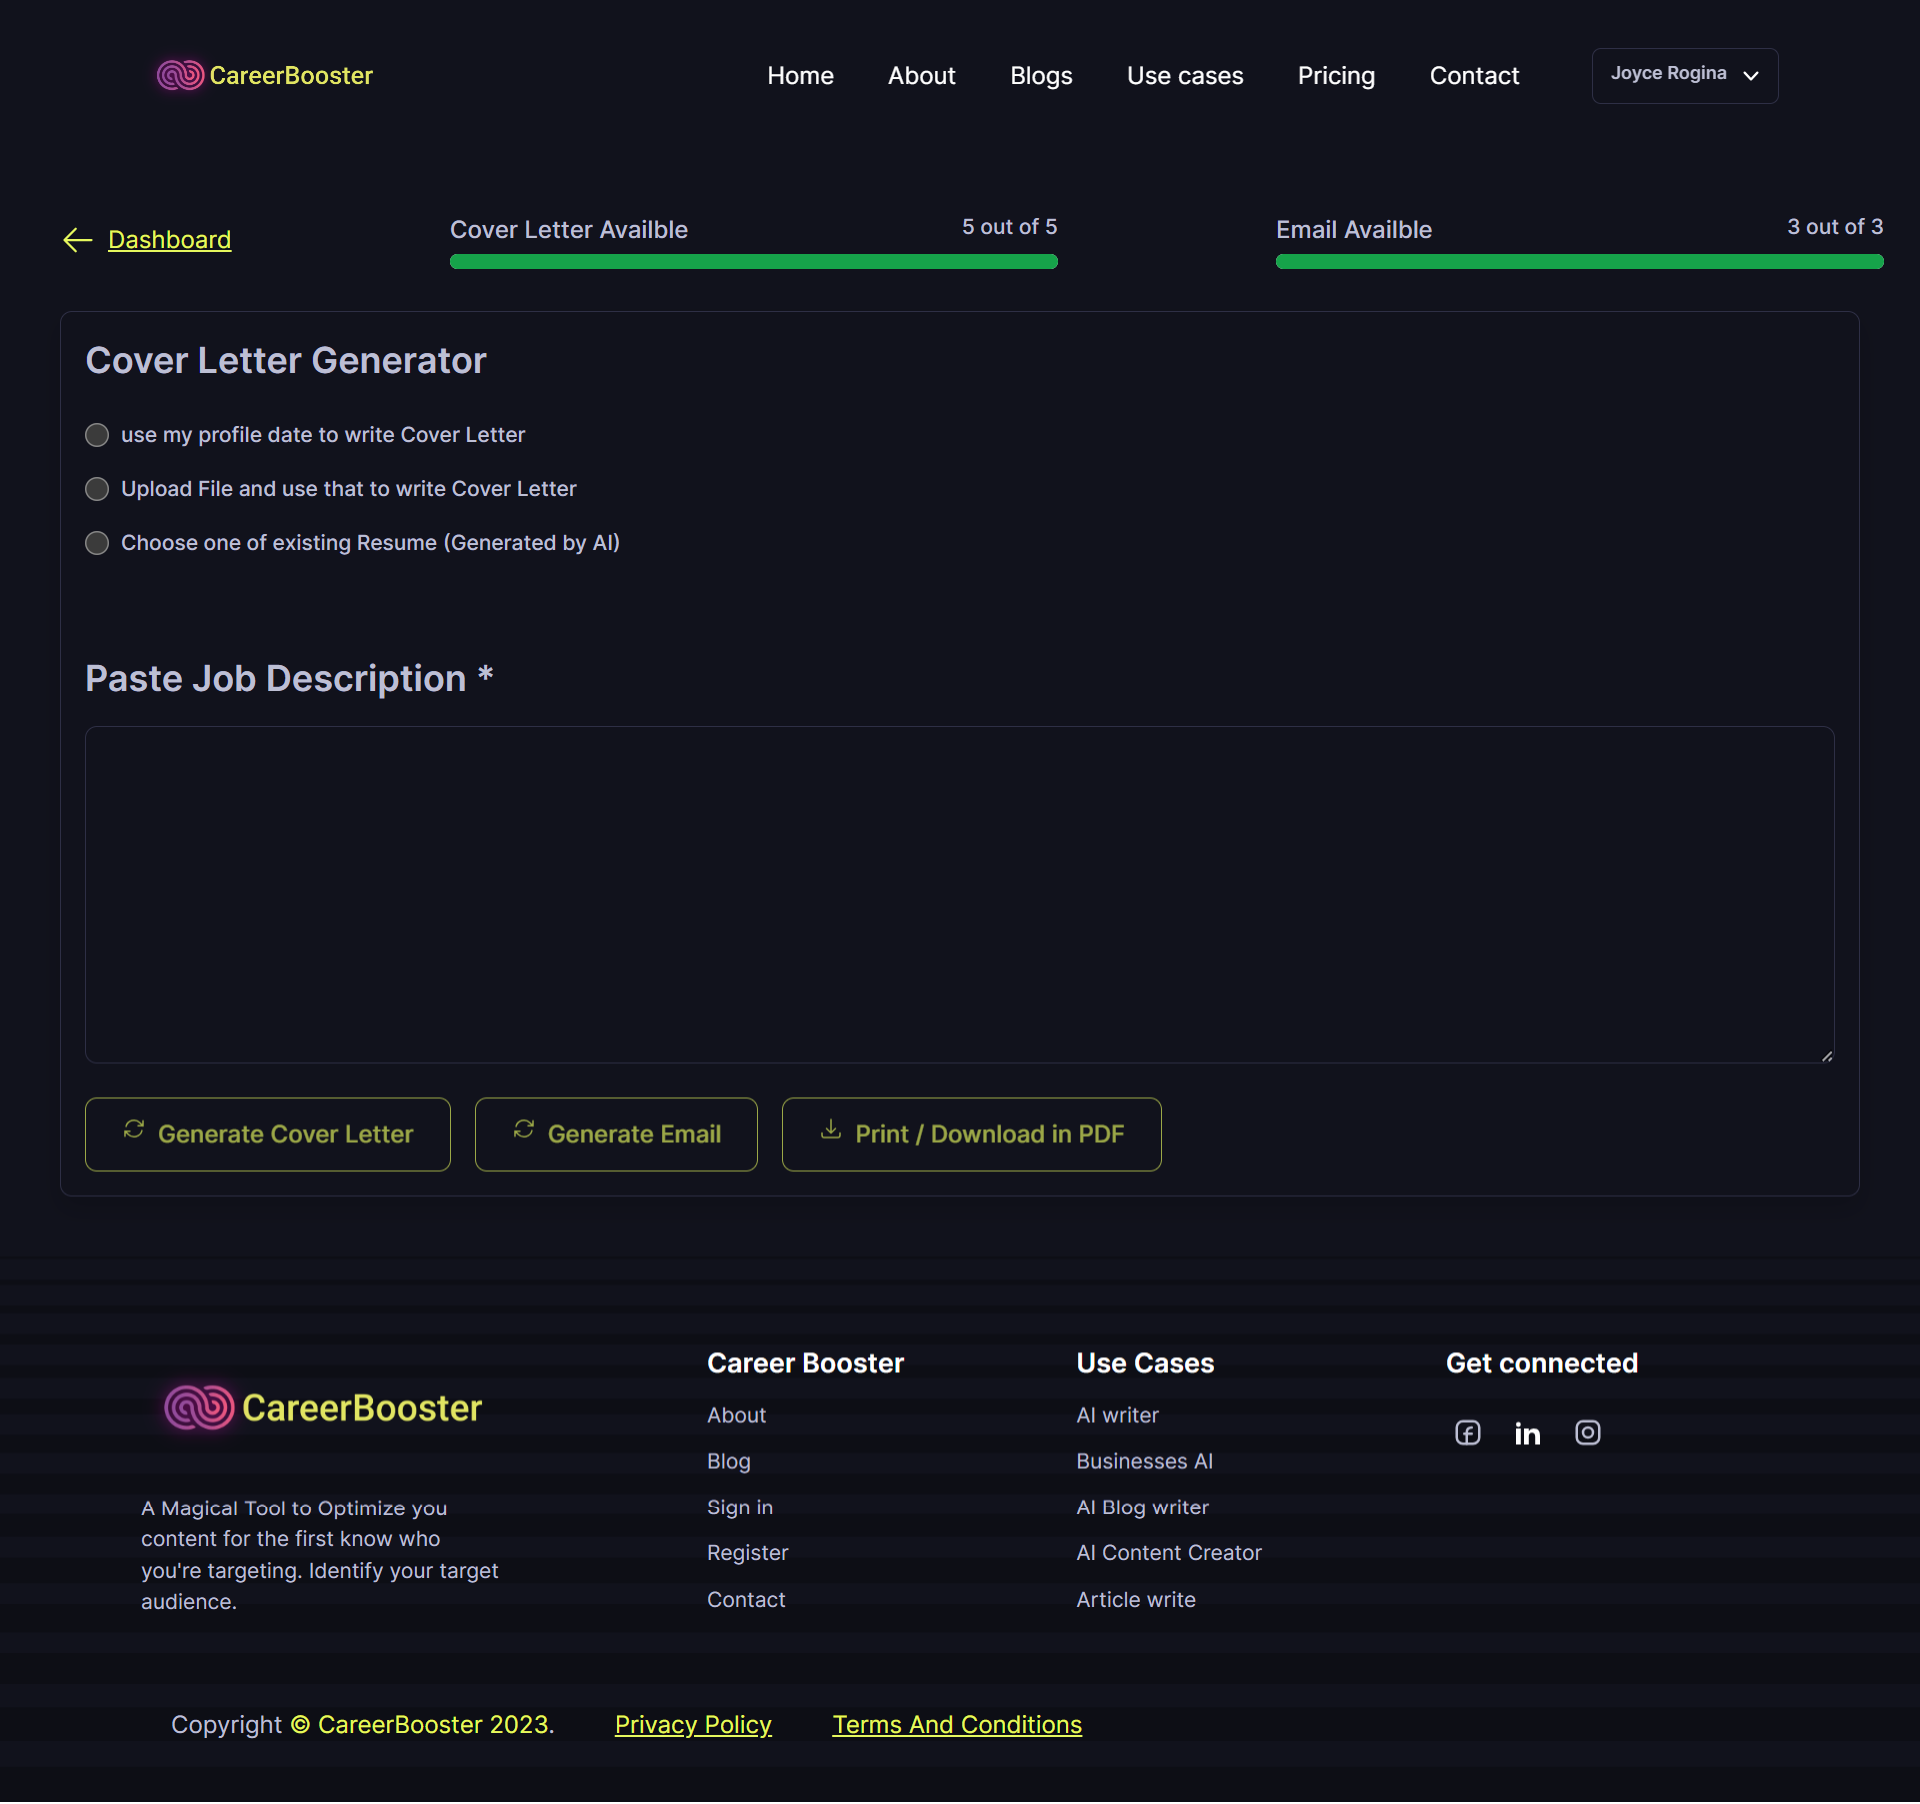 CareerBooster
Home About Blogs Use cases Pricing Contact Joyce Rogina
Dashboard
Cover Letter Availble 5 out of 5
Email Availble 3 out of 3
Cover Letter Generator
use my profile date to write Cover Letter
Upload File and use that to write Cover Letter
Choose one of existing Resume (Generated by AI)
Paste Job Description *
Generate Cover Letter Generate Email Print / Download in PDF
CareerBooster
A Magical Tool to Optimize you
content for the first know who
you're targeting. Identify your target
audience.
Career Booster
About
Blog
Sign in
Register
Contact
Use Cases
AI writer
Businesses AI
AI Blog writer
AI Content Creator
Article write
Get connected
Copyright © CareerBooster 2023. Privacy Policy Terms And Conditions